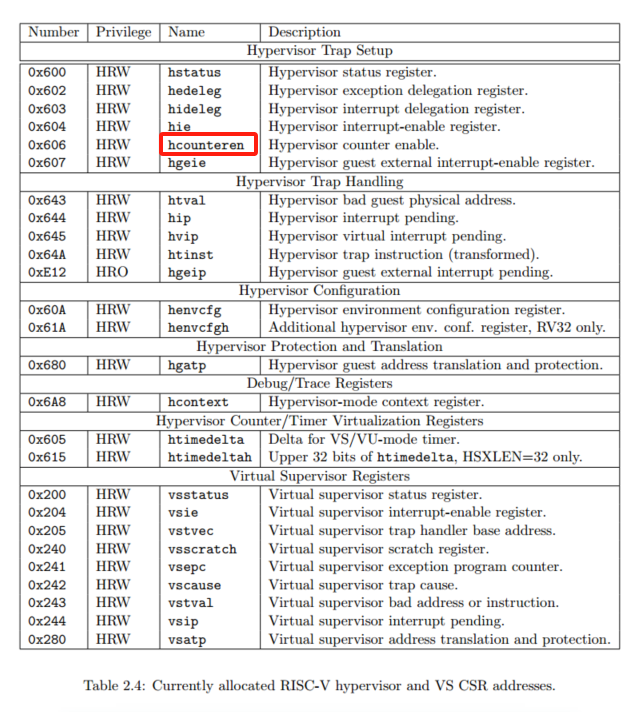 Number Privilege Name Description
Hypervisor Trap Setup
0x600 HRW hstatus Hypervisor status register.
0x602 HRW hedeleg Hypervisor exception delegation register.
0x603 HRW hideleg Hypervisor interrupt delegation register.
0x604 HRW hie Hypervisor interrupt-enable register.
0x606 HRW hcounteren Hypervisor counter enable.
0x607 HRW hgeie Hypervisor guest external interrupt-enable register.
Hypervisor Trap Handling
0x643 HRW htval Hypervisor bad guest physical address.
0x644 HRW hip Hypervisor interrupt pending.
0x645 HRW hvip Hypervisor virtual interrupt pending.
0x64A HRW htinst Hypervisor trap instruction (transformed).
0xE12 HRO hgeip Hypervisor guest external interrupt pending.
Hypervisor Configuration
0x60A HRW henvcfg Hypervisor environment configuration register.
0x61A HRW henvcfgh Additional hypervisor env. conf. register, RV32 only.
Hypervisor Protection and Translation
0x680 HRW hgatp Hypervisor guest address translation and protection.
Debug/Trace Registers
0x6A8 HRW hcontext Hypervisor-mode context register.
Hypervisor Counter/Timer Virtualization Registers
0x605 HRW htimedelta Delta for VS/VU-mode timer.
0x615 HRW htimedeltah Upper 32 bits of htimedelta, HSXLEN=32 only.
Virtual Supervisor Registers
0x200 HRW vsstatus Virtual supervisor status register.
0x204 HRW vsie Virtual supervisor interrupt-enable register.
0x205 HRW vstvec Virtual supervisor trap handler base address.
0x240 HRW vsscratch Virtual supervisor scratch register.
0x241 HRW vsepc Virtual supervisor exception program counter.
0x242 HRW vscause Virtual supervisor trap cause.
0x243 HRW vstval Virtual supervisor bad address or instruction.
0x244 HRW vsip Virtual supervisor interrupt pending.
0x280 HRW vsatp Virtual supervisor address translation and protection.
Table 2.4: Currently allocated RISC-V hypervisor and VS CSR addresses.